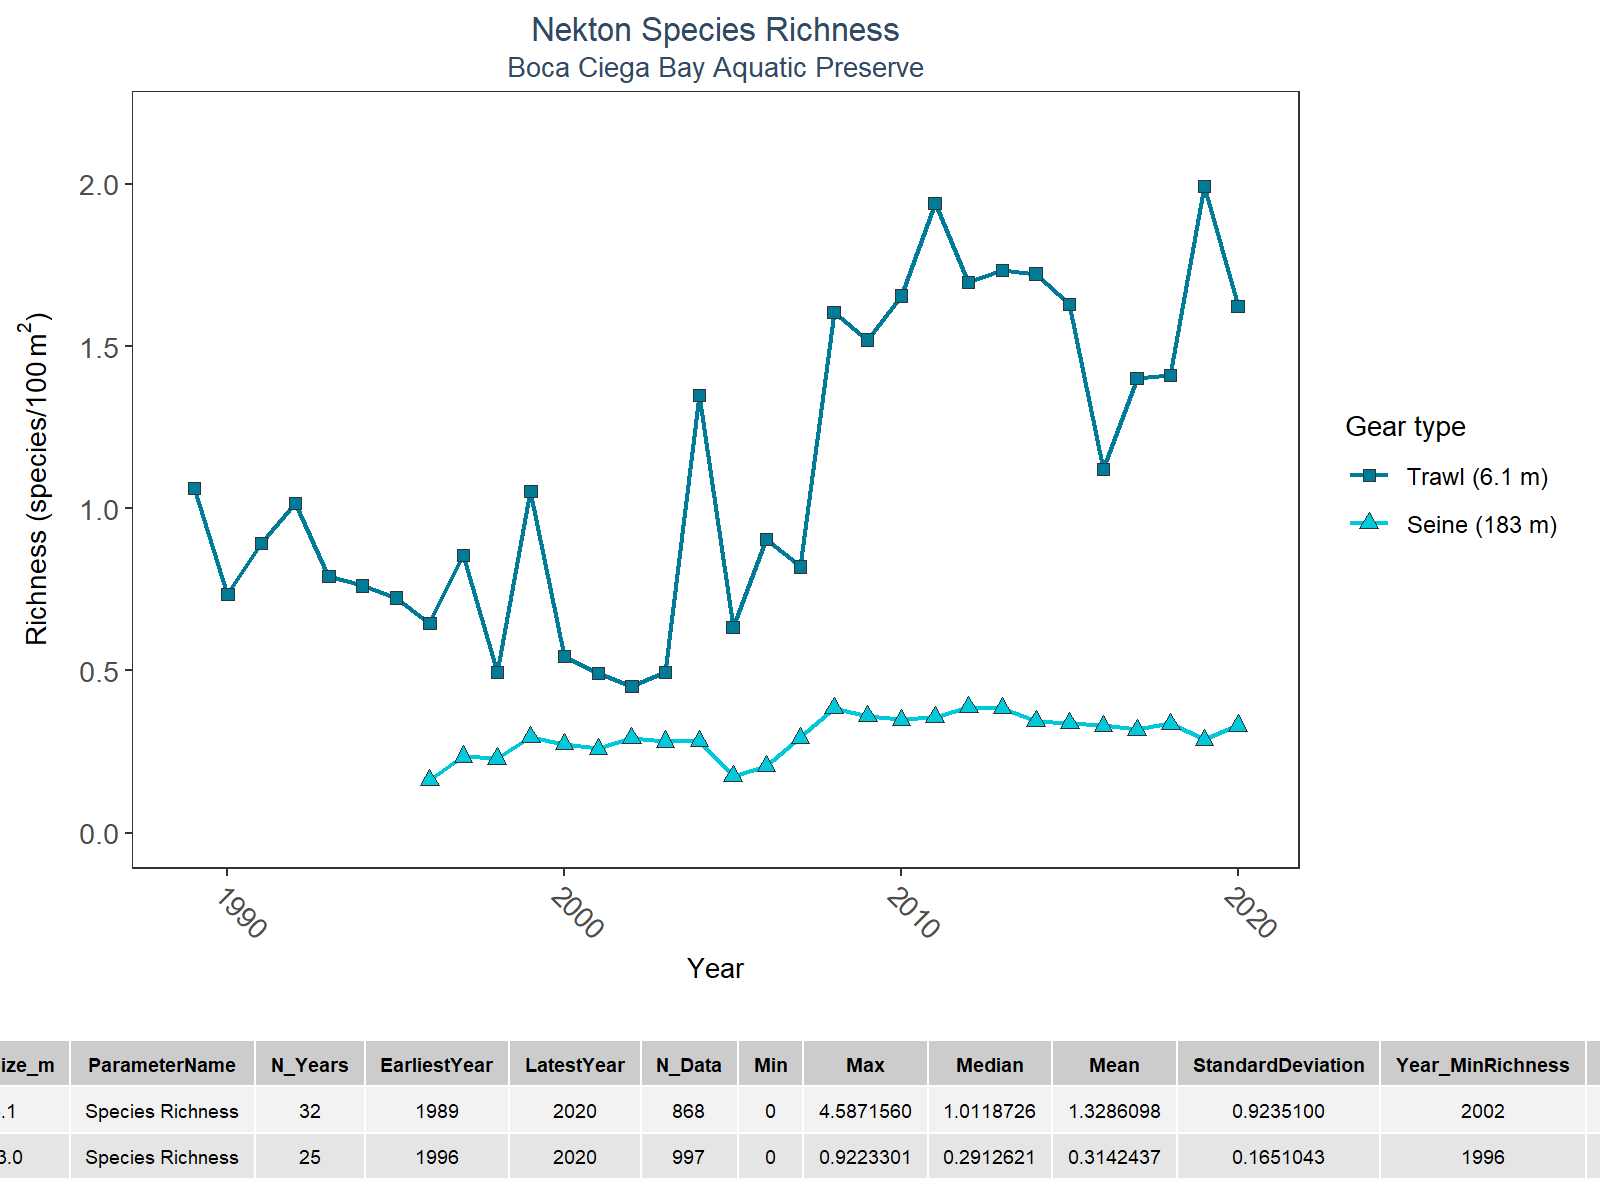 Nekton Species Richness
Boca Ciega Bay Aquatic Preserve
Richness (species/100 m²)
2.0
1.5
1.0
0.5
0.0
1990
2000
2010
2020
Year
Gear type
Trawl (6.1 m)
Seine (183 m)
ize_m ParameterName N_Years EarliestYear LatestYear N_Data Min Max Median Mean StandardDeviation Year_MinRichness
.1 Species Richness 32 1989 2020 868 0 4.5871560 1.0118726 1.3286098 0.9235100 2002
3.0 Species Richness 25 1996 2020 997 0 0.9223301 0.2912621 0.3142437 0.1651043 1996